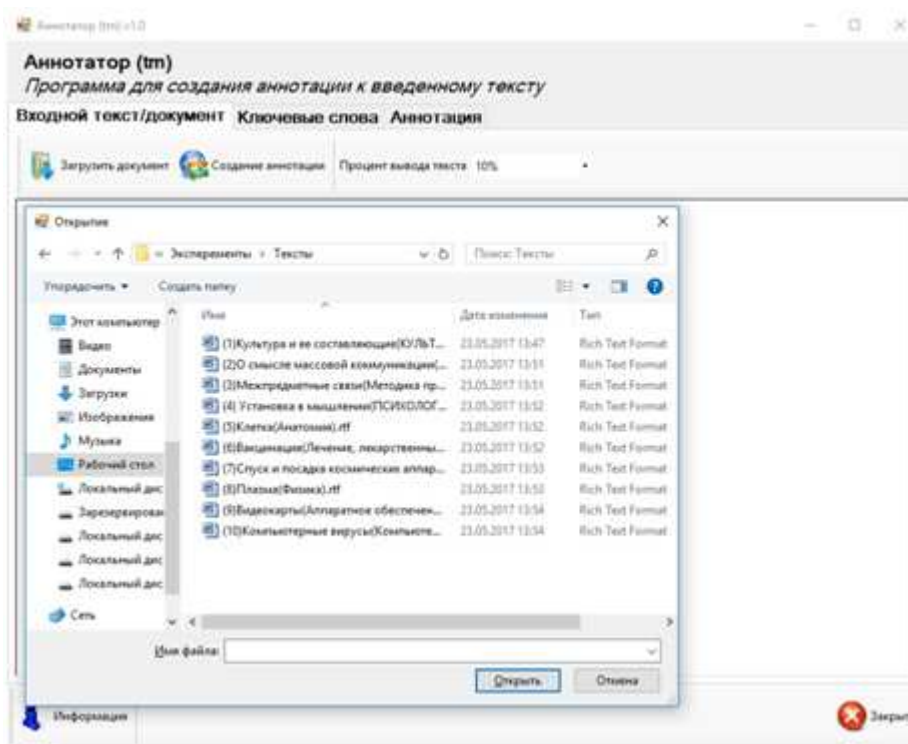 Аннотатор (tm) v1.0
Аннотатор (tm)
Программа для создания аннотации к введенному тексту
Входной текст/документ Ключевые слова Аннотация
Загрузить документ Создание аннотации Процент вывода текста 10%
Открытие
« Эксперименты › Тексты Поиск: Тексты
Упорядочить Создать папку
Имя Дата изменения Тип
Этот компьютер
Видео
Документы
Загрузки
Изображения
Музыка
Рабочий стол
Локальный дис
Зарезервирован
Локальный дис
Локальный дис
Локальный дис
Сеть
(1)Культура и ее составляющие(КУЛЬТ... 23.05.2017 13:47 Rich Text Format
(2)О смысле массовой коммуникации(... 23.05.2017 13:51 Rich Text Format
(3)Межпредметные связи(Методика пр... 23.05.2017 13:51 Rich Text Format
(4) Установка в мышлении(ПСИХОЛОГ... 23.05.2017 13:52 Rich Text Format
(5)Клетка(Анатомия).rtf 23.05.2017 13:52 Rich Text Format
(6)Вакцинация(Лечение, лекарственны... 23.05.2017 13:52 Rich Text Format
(7)Спуск и посадка космических аппар... 23.05.2017 13:53 Rich Text Format
(8)Плазма(Физика).rtf 23.05.2017 13:53 Rich Text Format
(9)Видеокарты(Аппаратное обеспечен... 23.05.2017 13:54 Rich Text Format
(10)Компьютерные вирусы(Компьюте... 23.05.2017 13:54 Rich Text Format
Имя файла:
Открыть Отмена
Информация Закрыт